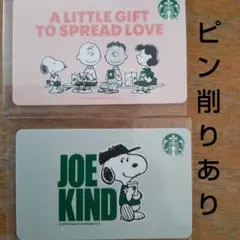 A LITTLE GIFT
TO SPREAD LOVE
JOE
KIND
ピン削りあり